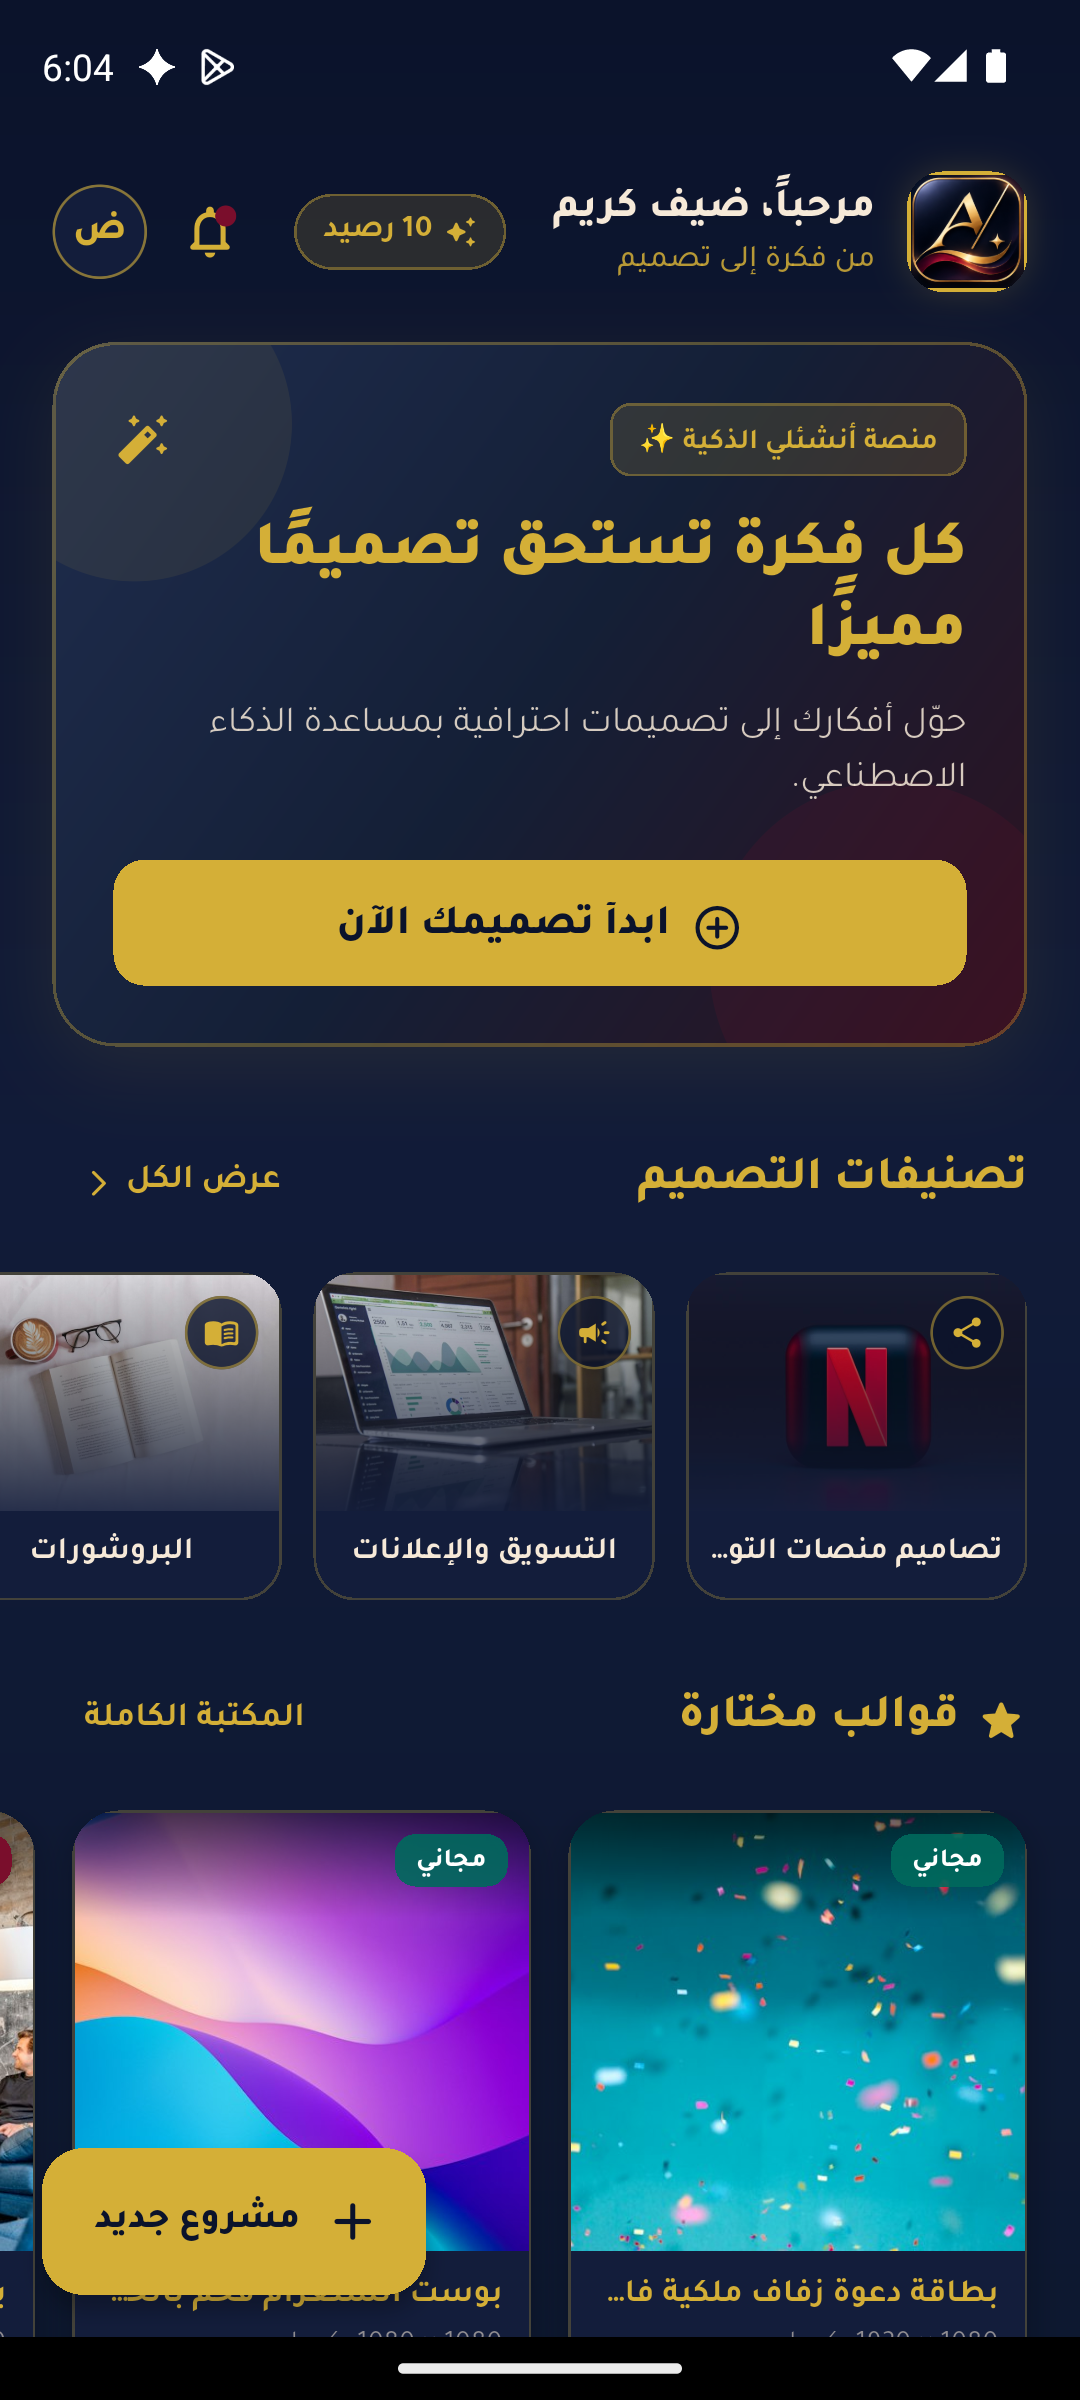 6:04
مرحباً، ضيف كريم
من فكرة إلى تصميم
10 رصيد
ض
منصة أنشئلي الذكية ✨
كل فكرة تستحق تصميمًا
مميزًا
حوّل أفكارك إلى تصميمات احترافية بمساعدة الذكاء
الاصطناعي.
ابدأ تصميمك الآن
تصنيفات التصميم
عرض الكل
N
تصاميم منصات التو...
التسويق والإعلانات
البروشورات
قوالب مختارة
المكتبة الكاملة
مجاني
مجاني
مشروع جديد
بطاقة دعوة زفاف ملكية فا...
بوست